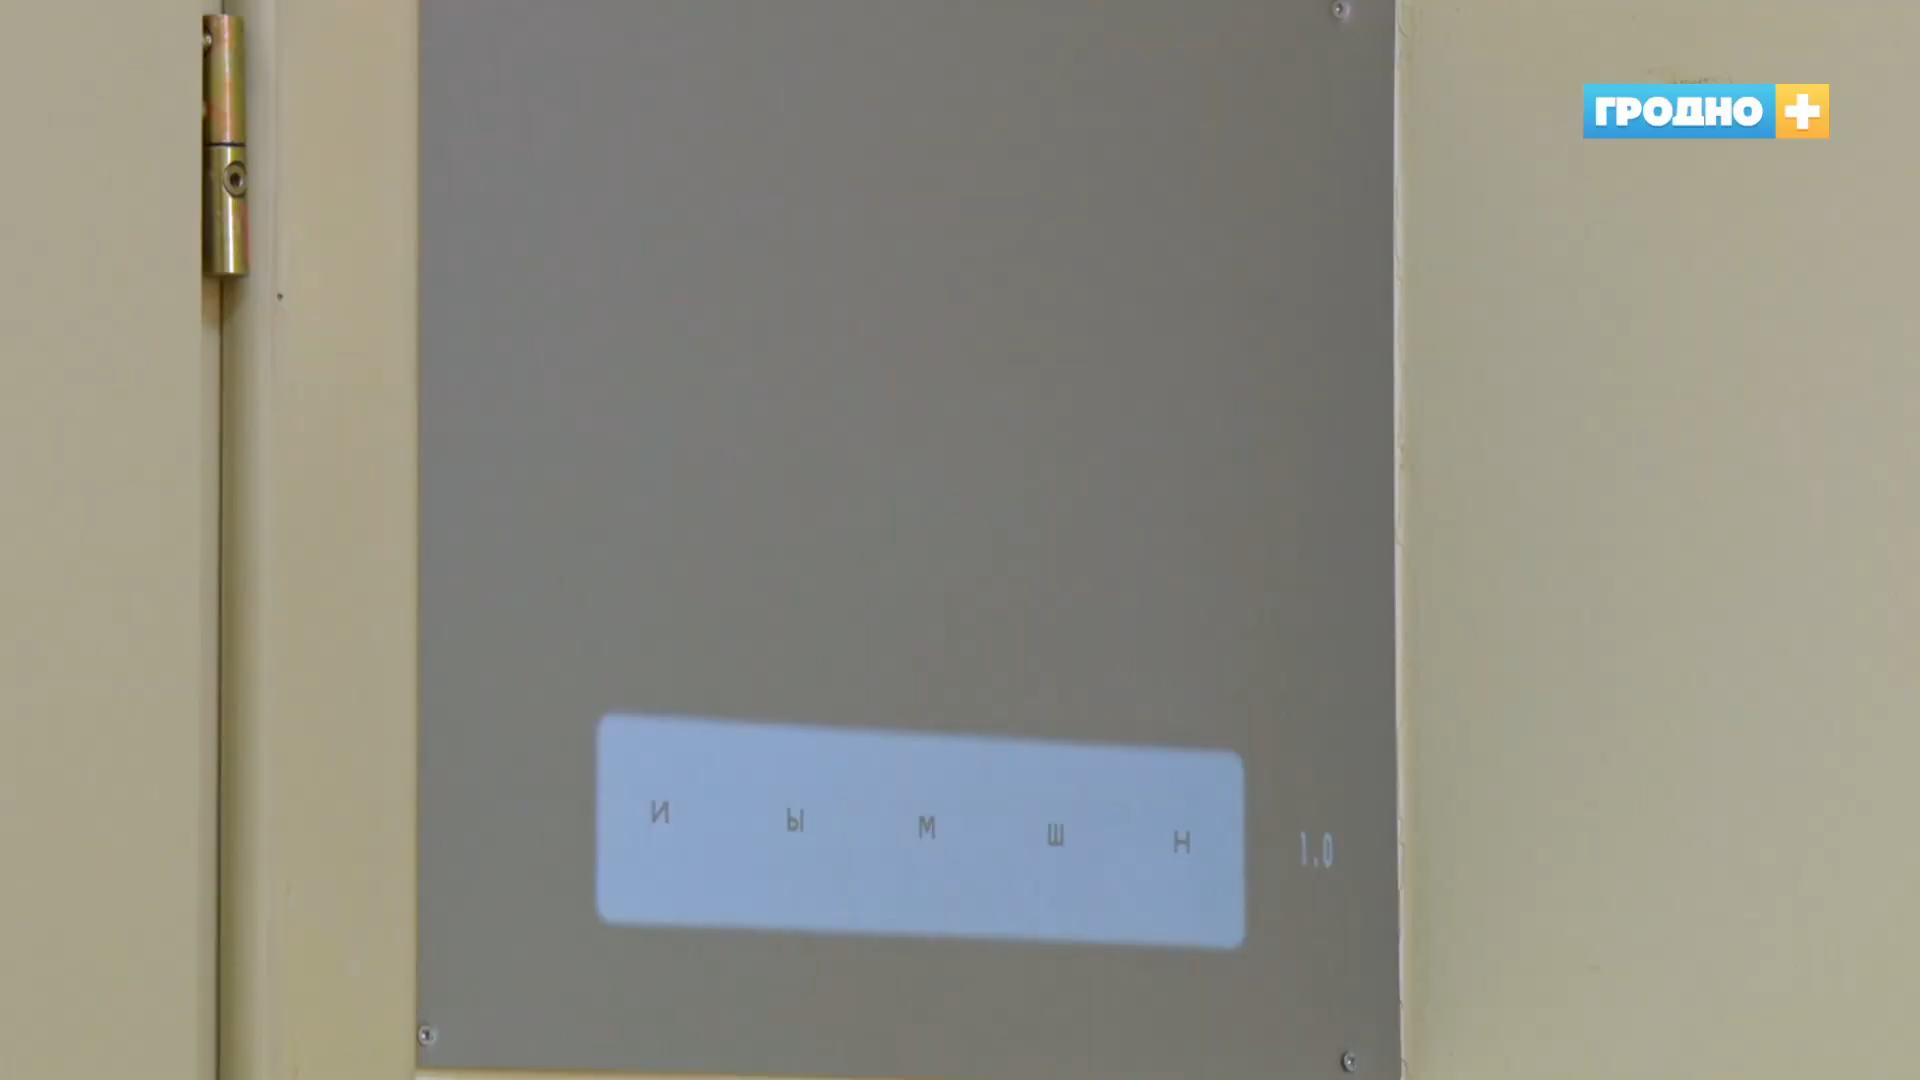 ГРОДНО +
И Ы М Ш Н 1.0